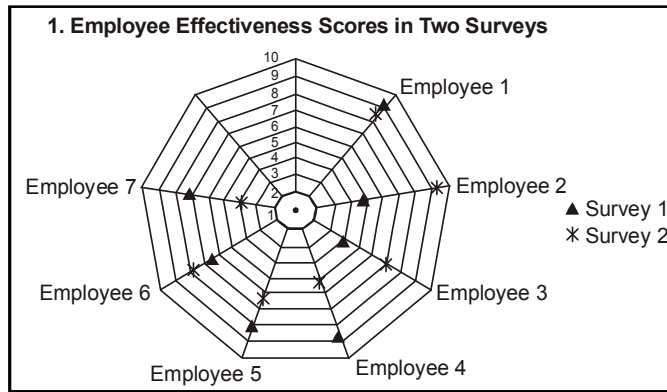 1. Employee Effectiveness Scores in Two Surveys
10
9
8
7
6
5
4
3
2
1
Employee 1
Employee 2
Employee 3
Employee 4
Employee 5
Employee 6
Employee 7
Survey 1
Survey 2